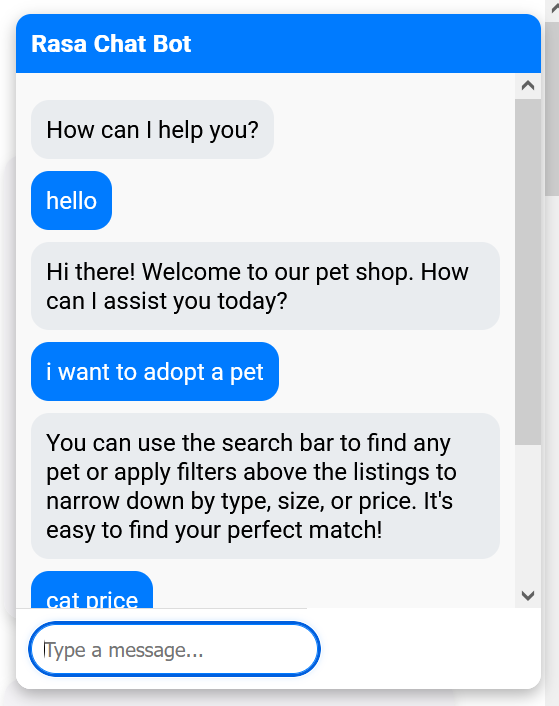 Rasa Chat Bot
How can I help you?
hello
Hi there! Welcome to our pet shop. How
can I assist you today?
i want to adopt a pet
You can use the search bar to find any
pet or apply filters above the listings to
narrow down by type, size, or price. It's
easy to find your perfect match!
cat price
Type a message...